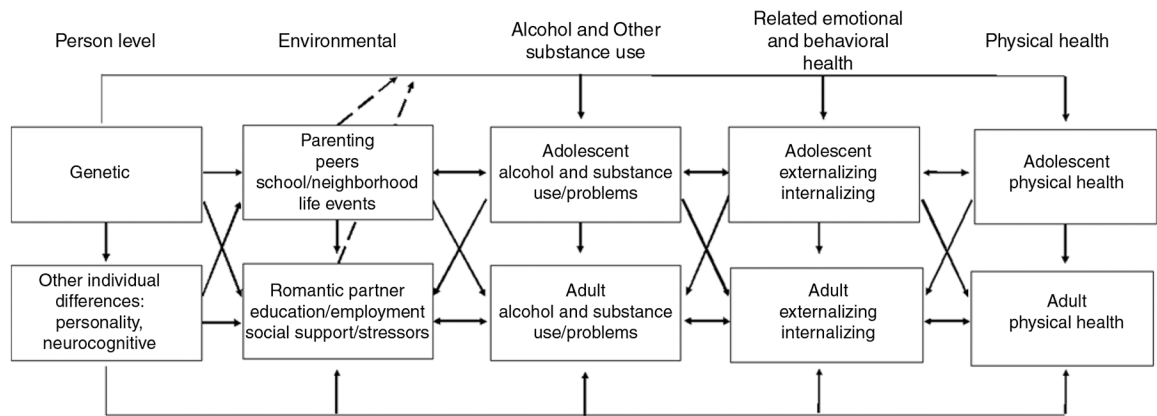 Person level
Environmental
Alcohol and Other
substance use
Related emotional
and behavioral
health
Physical health
Genetic
Parenting
peers
school/neighborhood
life events
Adolescent
alcohol and substance
use/problems
Adolescent
externalizing
internalizing
Adolescent
physical health
Other individual
differences:
personality,
neurocognitive
Romantic partner
education/employment
social support/stressors
Adult
alcohol and substance
use/problems
Adult
externalizing
internalizing
Adult
physical health